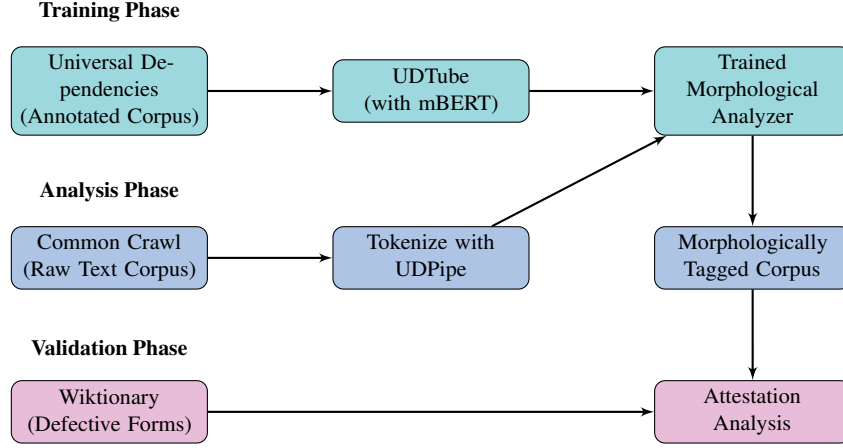 Training Phase
Universal De-
pendencies
(Annotated Corpus)
UDTube
(with mBERT)
Trained
Morphological
Analyzer
Analysis Phase
Common Crawl
(Raw Text Corpus)
Tokenize with
UDPipe
Morphologically
Tagged Corpus
Validation Phase
Wiktionary
(Defective Forms)
Attestation
Analysis